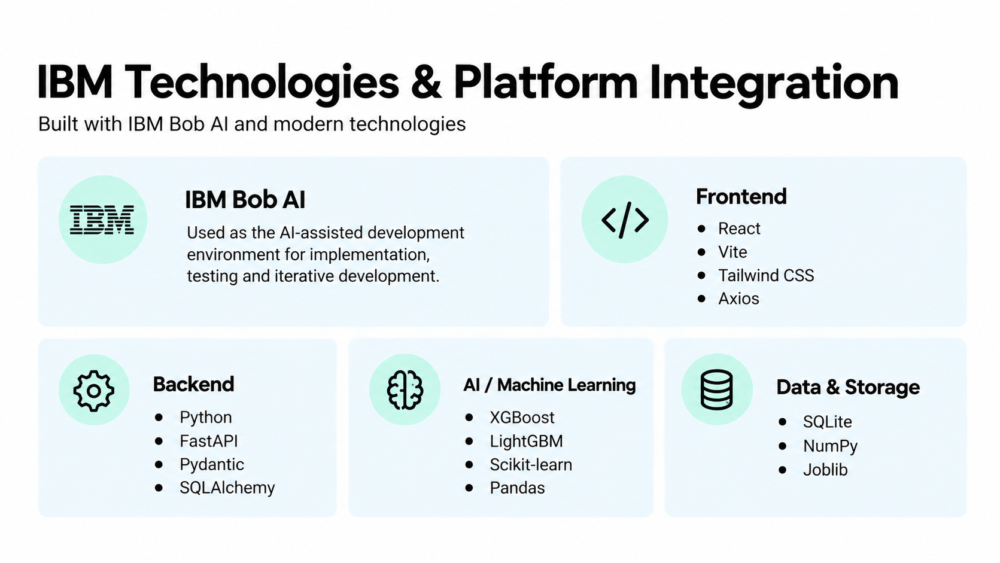 IBM Technologies & Platform Integration
Built with IBM Bob AI and modern technologies
IBM
IBM Bob AI
Used as the AI-assisted development
environment for implementation,
testing and iterative development.
</>
Frontend
● React
● Vite
● Tailwind CSS
● Axios
Backend
● Python
● FastAPI
● Pydantic
● SQLAlchemy
AI / Machine Learning
● XGBoost
● LightGBM
● Scikit-learn
● Pandas
Data & Storage
● SQLite
● NumPy
● Joblib